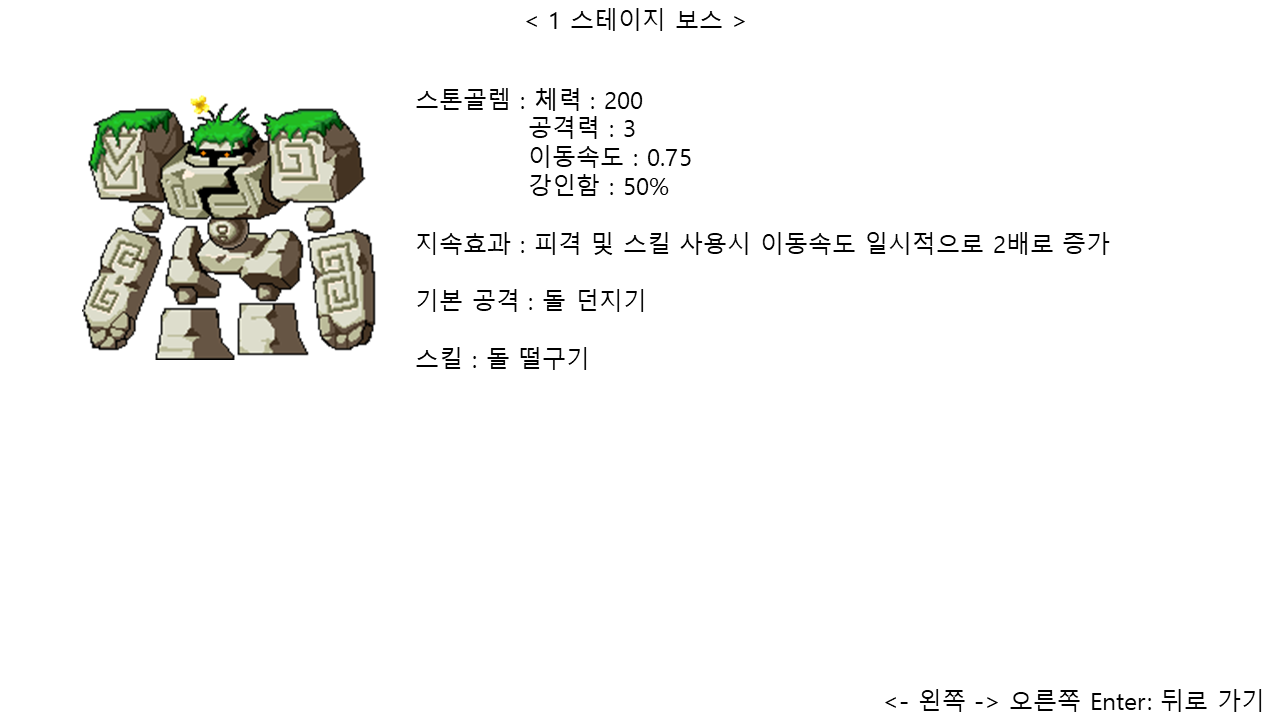 < 1 스테이지 보스 >
스톤골렘 : 체력 : 200
공격력 : 3
이동속도 : 0.75
강인함 : 50%
지속효과 : 피격 및 스킬 사용시 이동속도 일시적으로 2배로 증가
기본 공격 : 돌 던지기
스킬 : 돌 떨구기
<- 왼쪽 -> 오른쪽 Enter: 뒤로 가기